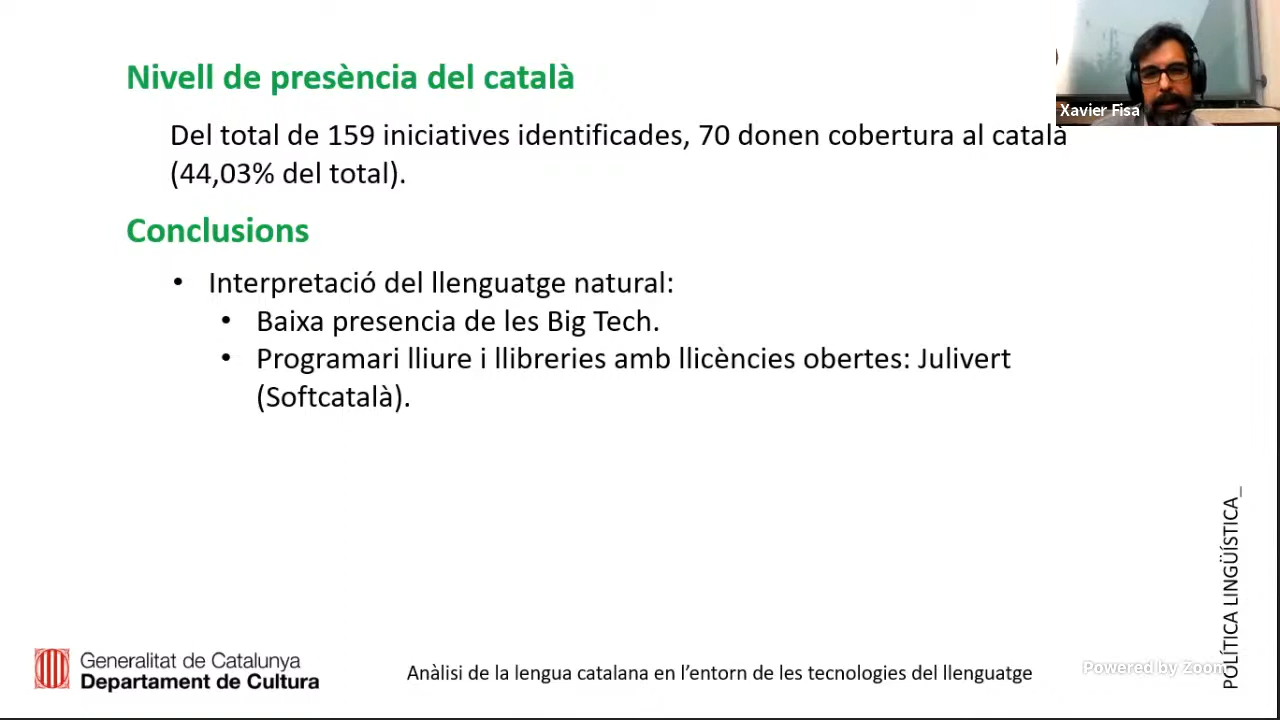 Nivell de presència del català
Xavier Fisa
Del total de 159 iniciatives identificades, 70 donen cobertura al català
(44,03% del total).
Conclusions
• Interpretació del llenguatge natural:
• Baixa presencia de les Big Tech.
• Programari lliure i llibreries amb llicències obertes: Julivert
(Softcatalà).
POLÍTICA LINGÜÍSTICA_
Generalitat de Catalunya
Departament de Cultura
Anàlisi de la lengua catalana en l’entorn de les tecnologies del llenguatge
Powered by Zoom